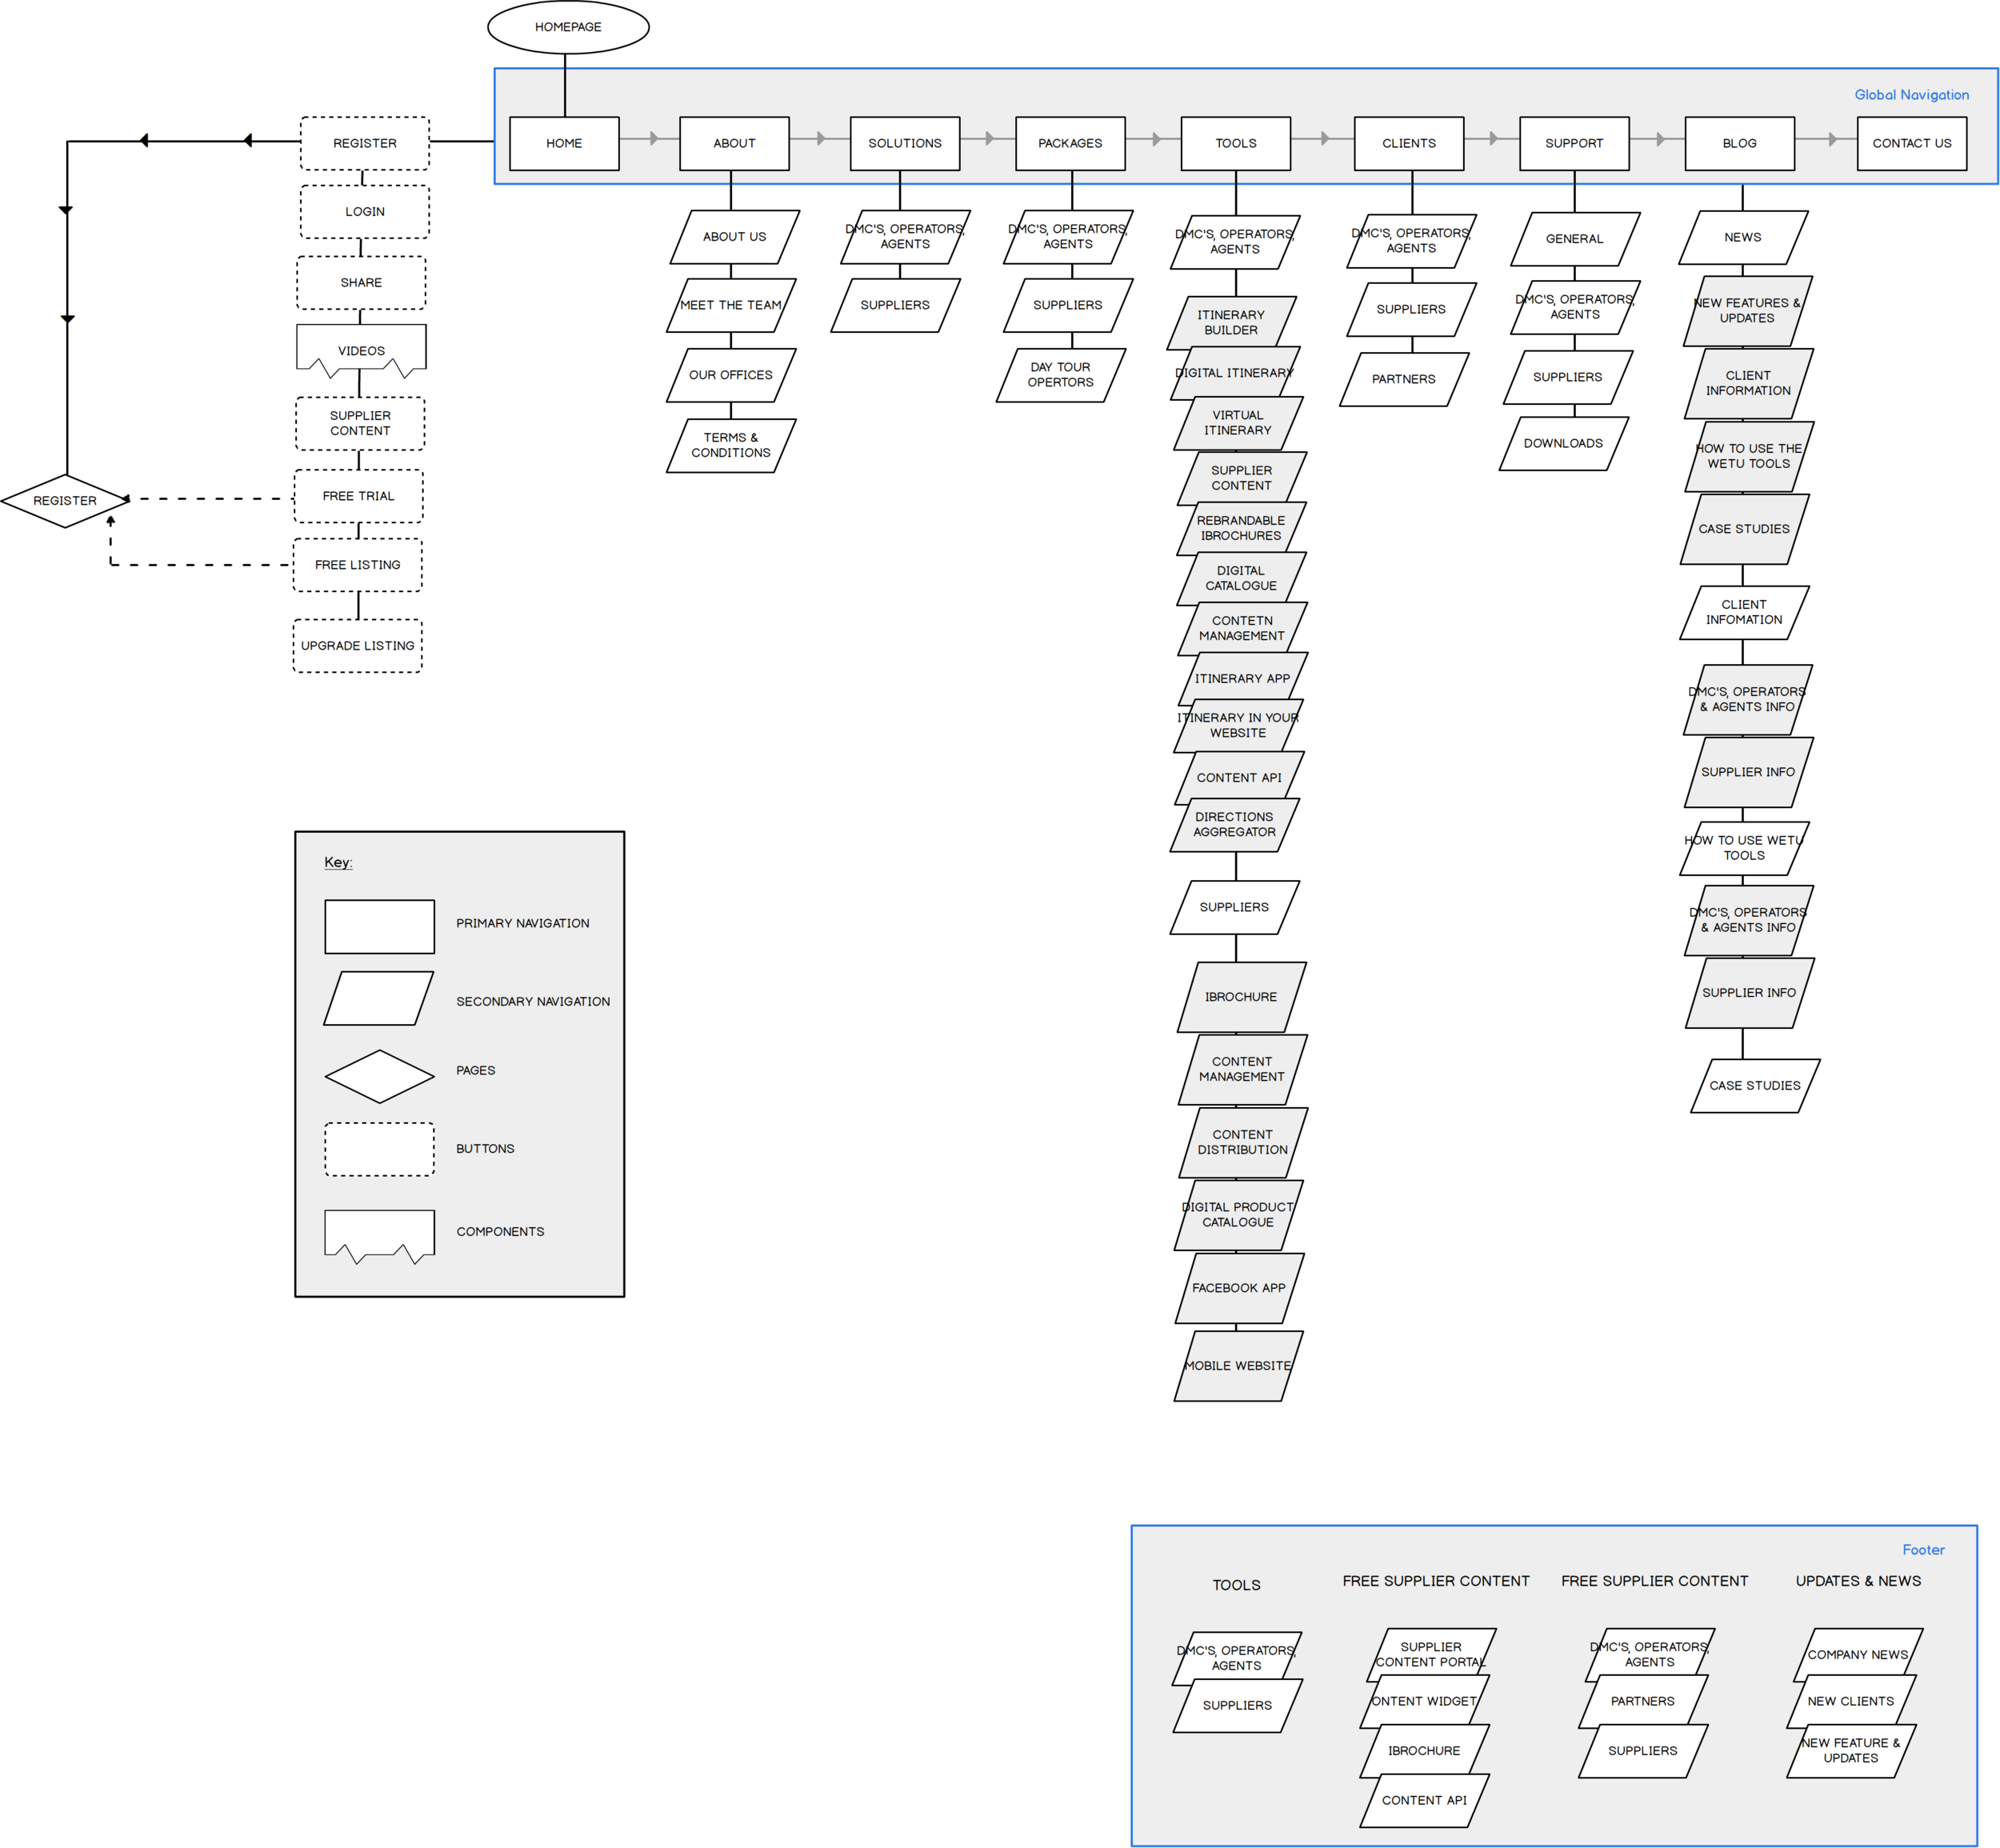 HOMEPAGE
Global Navigation
HOME
ABOUT
SOLUTIONS
PACKAGES
TOOLS
CLIENTS
SUPPORT
BLOG
CONTACT US
REGISTER
LOGIN
SHARE
VIDEOS
SUPPLIER
CONTENT
FREE TRIAL
FREE LISTING
UPGRADE LISTING
REGISTER
ABOUT US
MEET THE TEAM
OUR OFFICES
TERMS &
CONDITIONS
DMC'S, OPERATORS,
AGENTS
SUPPLIERS
DMC'S, OPERATORS,
AGENTS
SUPPLIERS
DAY TOUR
OPERTORS
DMC'S, OPERATORS,
AGENTS
ITINERARY
BUILDER
DIGITAL ITINERARY
VIRTUAL
ITINERARY
SUPPLIER
CONTENT
REBRANDABLE
IBROCHURES
DIGITAL
CATALOGUE
CONTETN
MANAGEMENT
ITINERARY APP
ITINERARY IN YOUR
WEBSITE
CONTENT API
DIRECTIONS
AGGREGATOR
SUPPLIERS
IBROCHURE
CONTENT
MANAGEMENT
CONTENT
DISTRIBUTION
DIGITAL PRODUCT
CATALOGUE
FACEBOOK APP
MOBILE WEBSITE
DMC'S, OPERATORS,
AGENTS
SUPPLIERS
PARTNERS
GENERAL
DMC'S, OPERATORS,
AGENTS
SUPPLIERS
DOWNLOADS
NEWS
NEW FEATURES &
UPDATES
CLIENT
INFORMATION
HOW TO USE THE
WETU TOOLS
CASE STUDIES
CLIENT
INFOMATION
DMC'S, OPERATORS
& AGENTS INFO
SUPPLIER INFO
HOW TO USE WETU
TOOLS
DMC'S, OPERATORS
& AGENTS INFO
SUPPLIER INFO
CASE STUDIES
Key:
PRIMARY NAVIGATION
SECONDARY NAVIGATION
PAGES
BUTTONS
COMPONENTS
Footer
TOOLS
DMC'S, OPERATORS,
AGENTS
SUPPLIERS
FREE SUPPLIER CONTENT
SUPPLIER
CONTENT PORTAL
ONTENT WIDGET
IBROCHURE
CONTENT API
FREE SUPPLIER CONTENT
DMC'S, OPERATORS,
AGENTS
PARTNERS
SUPPLIERS
UPDATES & NEWS
COMPANY NEWS
NEW CLIENTS
NEW FEATURE &
UPDATES